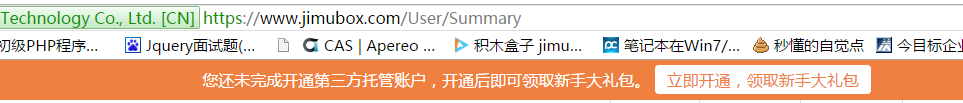 Technology Co., Ltd. [CN] https://www.jimubox.com/User/Summary
初级PHP程序... Jquery面试题(... CAS | Apereo ... 积木盒子 jimu... 笔记本在Win7/... 秒懂的自觉点 今目标企业
您还未完成开通第三方托管账户，开通后即可领取新手大礼包。 立即开通，领取新手大礼包